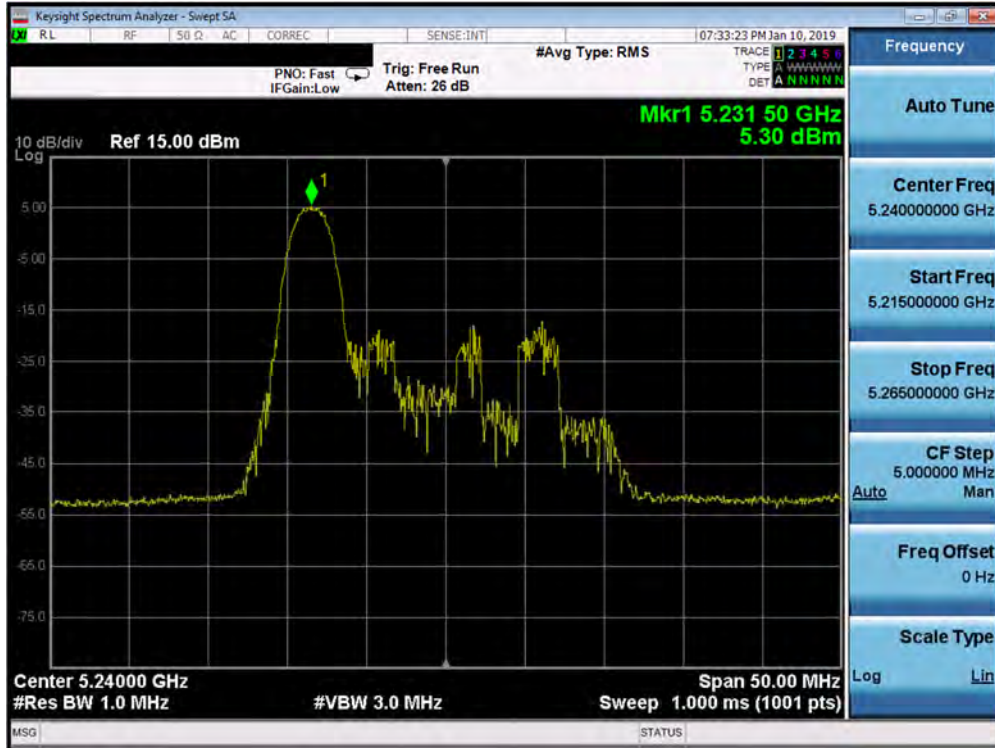 Keysight Spectrum Analyzer - Swept SA
LXI RL RF 50 Ω AC CORREC SENSE:INT 07:33:23 PM Jan 10, 2019
#Avg Type: RMS TRACE 1 2 3 4 5 6
PNO: Fast Trig: Free Run TYPE A WWWWW
IFGain:Low Atten: 26 dB DET A N N N N N
Mkr1 5.231 50 GHz
5.30 dBm
10 dB/div Ref 15.00 dBm
Log
1
5.00
-5.00
-15.0
-25.0
-35.0
-45.0
-55.0
-65.0
-75.0
Center 5.24000 GHz Span 50.00 MHz
#Res BW 1.0 MHz #VBW 3.0 MHz Sweep 1.000 ms (1001 pts)
MSG STATUS
Frequency
Auto Tune
Center Freq
5.240000000 GHz
Start Freq
5.215000000 GHz
Stop Freq
5.265000000 GHz
CF Step
5.000000 MHz
Auto Man
Freq Offset
0 Hz
Scale Type
Log Lin